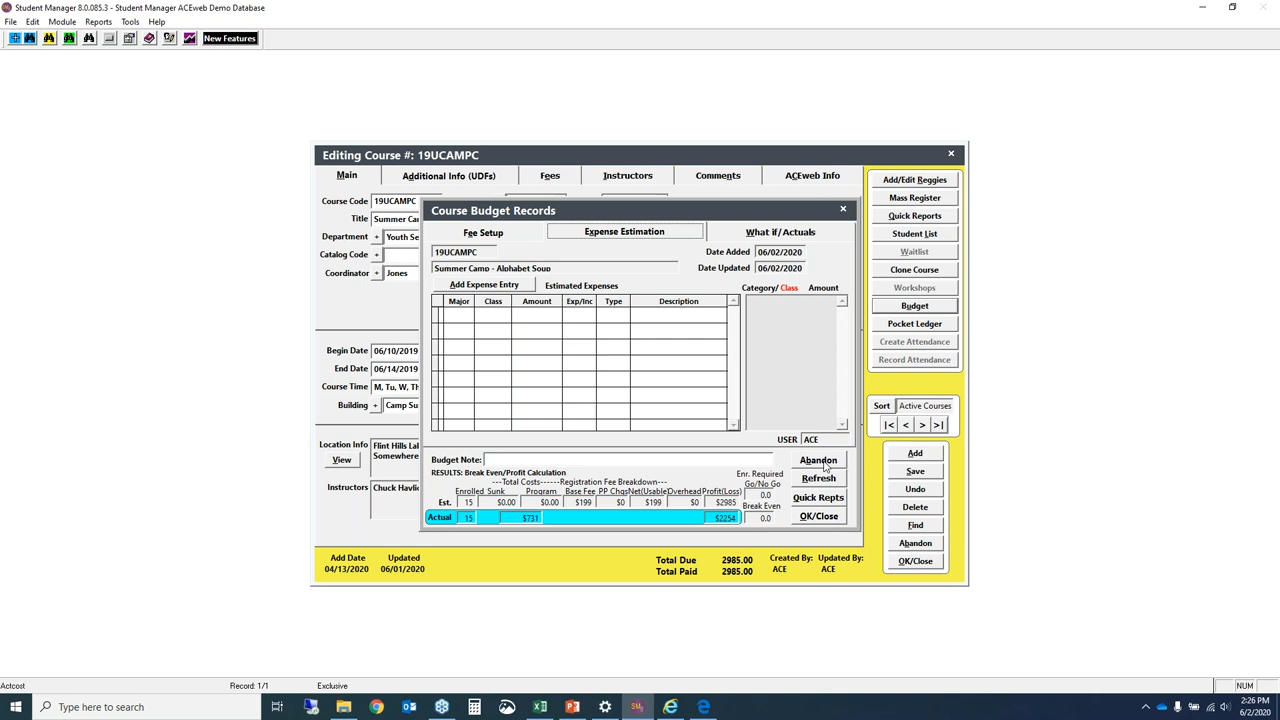 Student Manager 8.0.085.3 - Student Manager ACEweb Demo Database
File Edit Module Reports Tools Help
New Features
Editing Course #: 19UCAMPC
Main Additional Info (UDFs) Fees Instructors Comments ACEweb Info
Course Code 19UCAMPC
Title Summer Ca
Department + Youth Se
Catalog Code +
Coordinator + Jones
Begin Date 06/10/2019
End Date 06/14/2019
Course Time M, Tu, W, Th
Building + Camp Su
Location Info Flint Hills Lal
Somewhere
View
Instructors Chuck Havlic
Course Budget Records
Fee Setup Expense Estimation What if/ Actuals
19UCAMPC Date Added 06/02/2020
Summer Camp - Alphabet Soup Date Updated 06/02/2020
Add Expense Entry Estimated Expenses Category/ Class Amount
Major Class Amount Exp/Inc Type Description
USER ACE
Budget Note: Abandon
RESULTS: Break Even/Profit Calculation Enr. Required
---Total Costs------Registration Fee Breakdown--- Go/No Go Refresh
Enrolled Sunk Program Base Fee PP Chgs Net(Usable) Overhead Profit(Loss) 0.0
Est. 15 $0.00 $0.00 $199 $0 $199 $0 $2985 Quick Repts
Break Even
Actual 15 $731 $2254 0.0 OK/Close
Add/Edit Reggies
Mass Register
Quick Reports
Student List
Waitlist
Clone Course
Workshops
Budget
Pocket Ledger
Create Attendance
Record Attendance
Sort Active Courses
|< < > >|
Add
Save
Undo
Delete
Find
Abandon
OK/Close
Add Date Updated Total Due 2985.00 Created By: Updated By:
04/13/2020 06/01/2020 Total Paid 2985.00 ACE ACE
Actcost Record: 1/1 Exclusive NUM
Type here to search
2:26 PM
6/2/2020